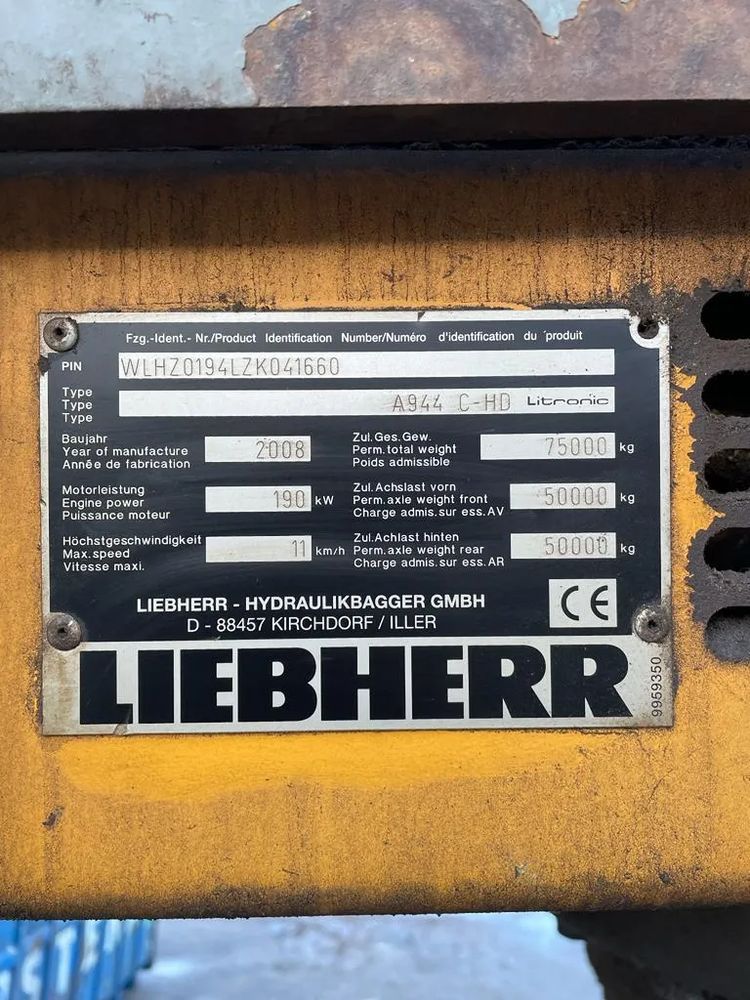 Fzg.-Ident.- Nr./Product Identification Number/Numéro d'identification du 'produit
PIN WLHZ0194LZK041660
Type
Type A944 C-HD Litronic
Type
Baujahr
Year of manufacture 2008
Année de fabrication
Zul.Ges.Gew.
Perm.total weight 75000 kg
Poids admissible
Motorleistung
Engine power 190 kW
Puissance moteur
Zul.Achslast vorn
Perm.axle weight front 50000 kg
Charge admis.sur ess.AV
Höchstgeschwindigkeit
Max.speed 11 km/h
Vitesse maxi.
Zul.Achlast hinten
Perm.axle weight rear 50000 kg
Charge admis.sur ess.AR
LIEBHERR - HYDRAULIKBAGGER GMBH
D - 88457 KIRCHDORF / ILLER
CE
LIEBHERR
9959350